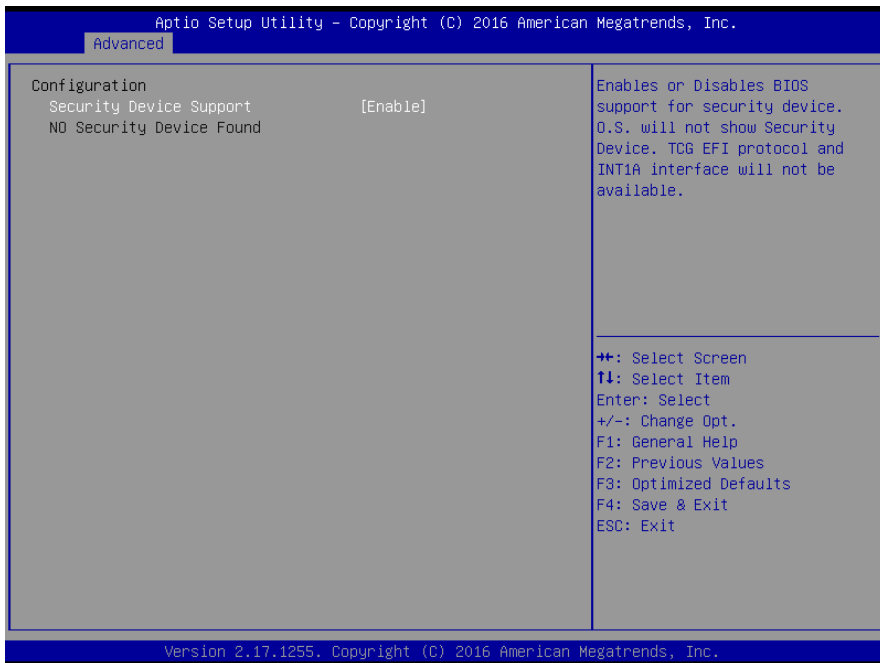 Aptio Setup Utility – Copyright (C) 2016 American Megatrends, Inc.
Advanced
Configuration
Security Device Support [Enable]
NO Security Device Found
Enables or Disables BIOS
support for security device.
O.S. will not show Security
Device. TCG EFI protocol and
INT1A interface will not be
available.
→←: Select Screen
↑↓: Select Item
Enter: Select
+/-: Change Opt.
F1: General Help
F2: Previous Values
F3: Optimized Defaults
F4: Save & Exit
ESC: Exit
Version 2.17.1255. Copyright (C) 2016 American Megatrends, Inc.